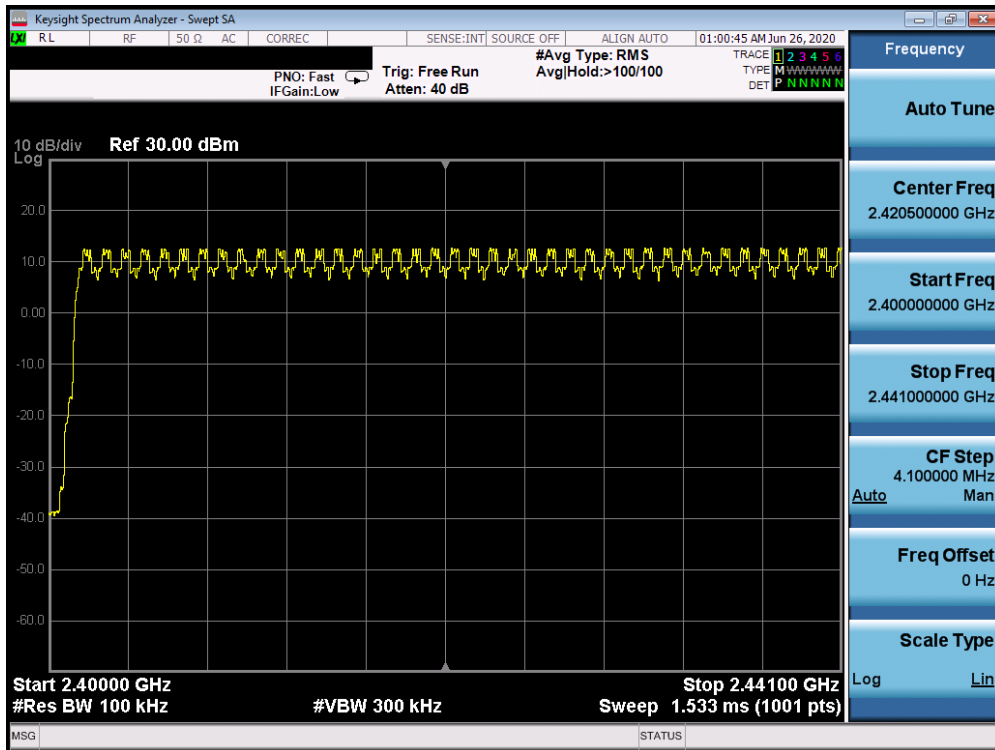 Keysight Spectrum Analyzer - Swept SA
LXI RL RF 50 Ω AC CORREC SENSE:INT SOURCE OFF ALIGN AUTO 01:00:45 AM Jun 26, 2020
PNO: Fast
IFGain:Low
Trig: Free Run
Atten: 40 dB
#Avg Type: RMS
Avg|Hold:>100/100
TRACE 1 2 3 4 5 6
TYPE M W W W W W
DET P N N N N N
10 dB/div Ref 30.00 dBm
Log
20.0
10.0
0.00
-10.0
-20.0
-30.0
-40.0
-50.0
-60.0
Start 2.40000 GHz Stop 2.44100 GHz
#Res BW 100 kHz #VBW 300 kHz Sweep 1.533 ms (1001 pts)
MSG STATUS
Frequency
Auto Tune
Center Freq
2.420500000 GHz
Start Freq
2.400000000 GHz
Stop Freq
2.441000000 GHz
CF Step
4.100000 MHz
Auto Man
Freq Offset
0 Hz
Scale Type
Log Lin